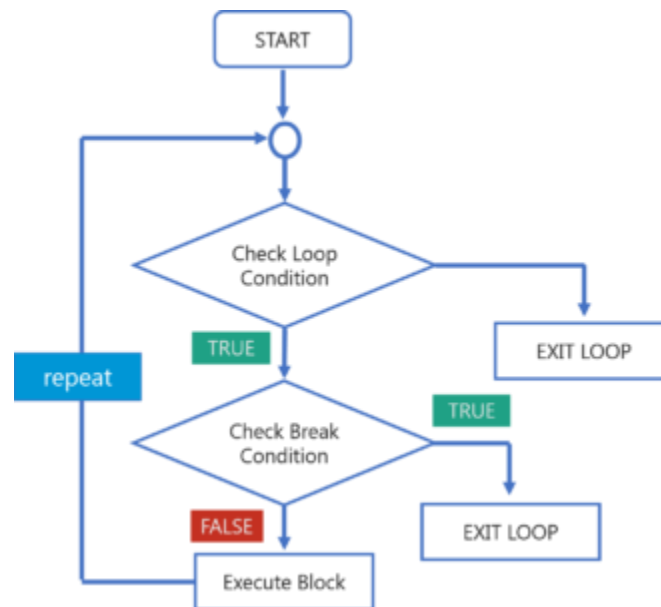 START
Check Loop
Condition
TRUE
EXIT LOOP
repeat
TRUE
Check Break
Condition
FALSE
EXIT LOOP
Execute Block